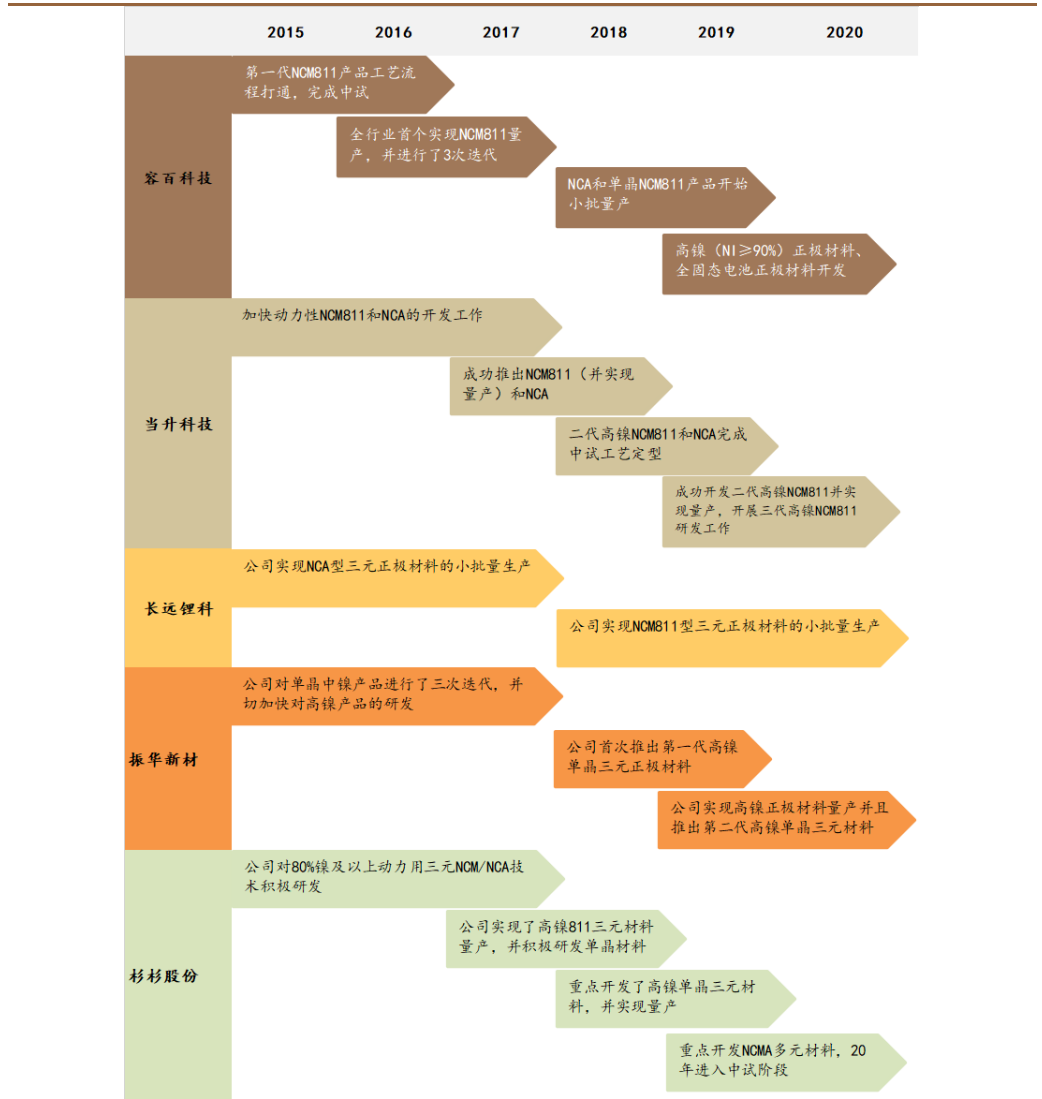 2015 2016 2017 2018 2019 2020
容百科技
第一代NCM811产品工艺流
程打通，完成中试
全行业首个实现NCM811量
产，并进行了3次迭代
NCA和单晶NCM811产品开始
小批量产
高镍（NI≥90%）正极材料、
全固态电池正极材料开发
当升科技
加快动力性NCM811和NCA的开发工作
成功推出NCM811（并实现
量产）和NCA
二代高镍NCM811和NCA完成
中试工艺定型
成功开发二代高镍NCM811并实
现量产，开展三代高镍NCM811
研发工作
长远锂科
公司实现NCA型三元正极材料的小批量生产
公司实现NCM811型三元正极材料的小批量生产
振华新材
公司对单晶中镍产品进行了三次迭代，并
切加快对高镍产品的研发
公司首次推出第一代高镍
单晶三元正极材料
公司实现高镍正极材料量产并且
推出第二代高镍单晶三元材料
杉杉股份
公司对80%镍及以上动力用三元NCM/NCA技
术积极研发
公司实现了高镍811三元材料
量产，并积极研发单晶材料
重点开发了高镍单晶三元材
料，并实现量产
重点开发NCMA多元材料，20
年进入中试阶段